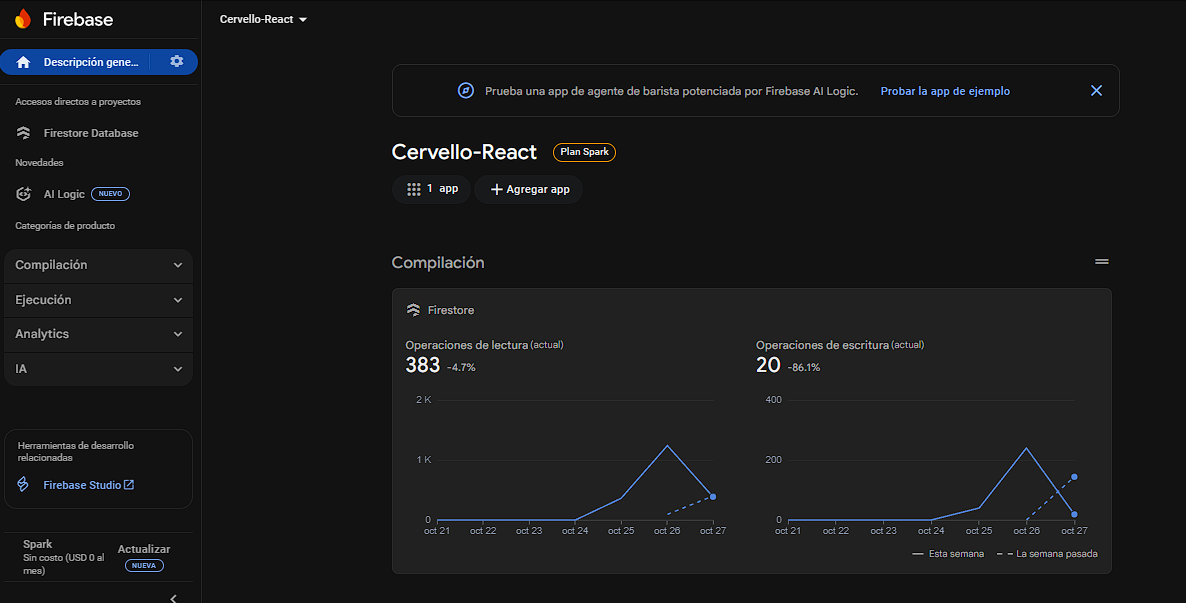 Firebase
Cervello-React
Descripción gene...
Accesos directos a proyectos
Firestore Database
Novedades
AI Logic NUEVO
Categorías de producto
Compilación
Ejecución
Analytics
IA
Herramientas de desarrollo
relacionadas
Firebase Studio
Spark
Sin costo (USD 0 al
mes)
Actualizar
NUEVA
Prueba una app de agente de barista potenciada por Firebase AI Logic. Probar la app de ejemplo
Cervello-React Plan Spark
1 app
Agregar app
Compilación
Firestore
Operaciones de lectura (actual)
383 -4.7%
2 K
1 K
0
oct 21 oct 22 oct 23 oct 24 oct 25 oct 26 oct 27
Operaciones de escritura (actual)
20 -86.1%
400
200
0
oct 21 oct 22 oct 23 oct 24 oct 25 oct 26 oct 27
Esta semana La semana pasada